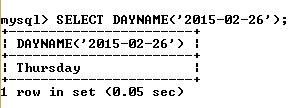 mysql> SELECT DAYNAME('2015-02-26');
+-----------------------+
| DAYNAME('2015-02-26') |
+-----------------------+
| Thursday              |
+-----------------------+
1 row in set (0.05 sec)